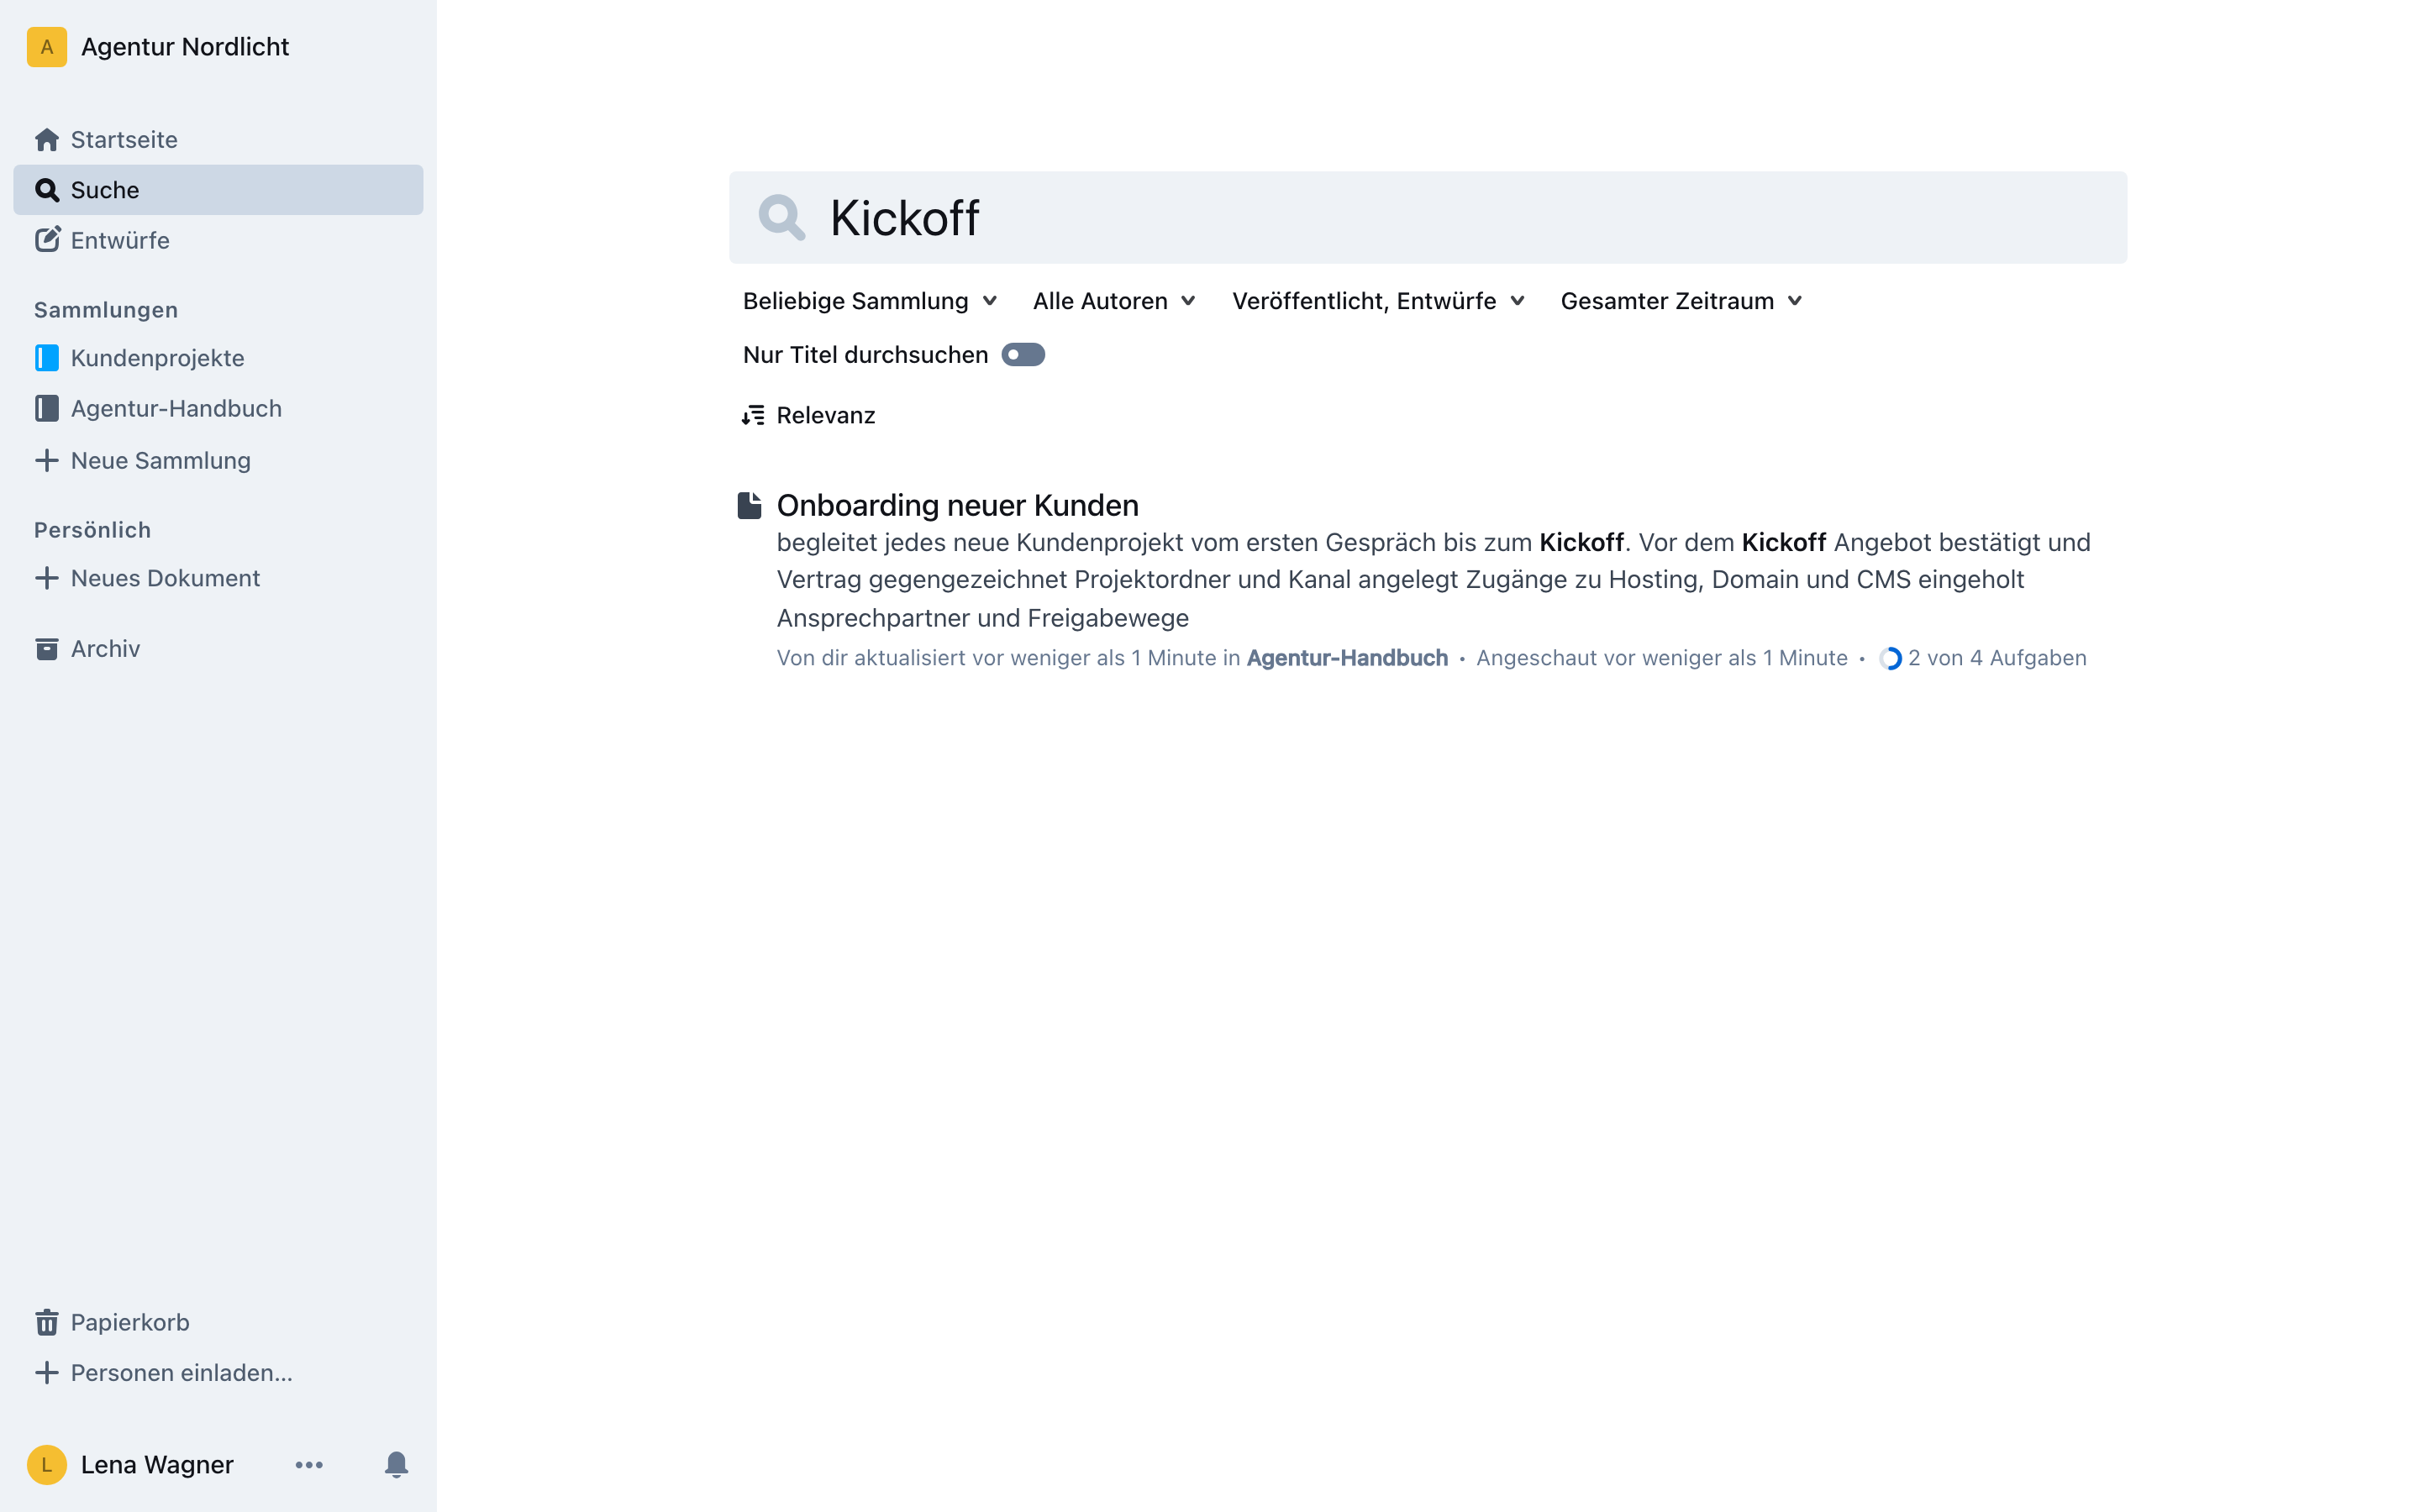 A Agentur Nordlicht
Startseite
Suche
Entwürfe
Sammlungen
Kundenprojekte
Agentur-Handbuch
Neue Sammlung
Persönlich
Neues Dokument
Archiv
Papierkorb
Personen einladen...
L Lena Wagner
Kickoff
Beliebige Sammlung Alle Autoren Veröffentlicht, Entwürfe Gesamter Zeitraum
Nur Titel durchsuchen
Relevanz
Onboarding neuer Kunden
begleitet jedes neue Kundenprojekt vom ersten Gespräch bis zum Kickoff. Vor dem Kickoff Angebot bestätigt und
Vertrag gegengezeichnet Projektordner und Kanal angelegt Zugänge zu Hosting, Domain und CMS eingeholt
Ansprechpartner und Freigabewege
Von dir aktualisiert vor weniger als 1 Minute in Agentur-Handbuch • Angeschaut vor weniger als 1 Minute • 2 von 4 Aufgaben